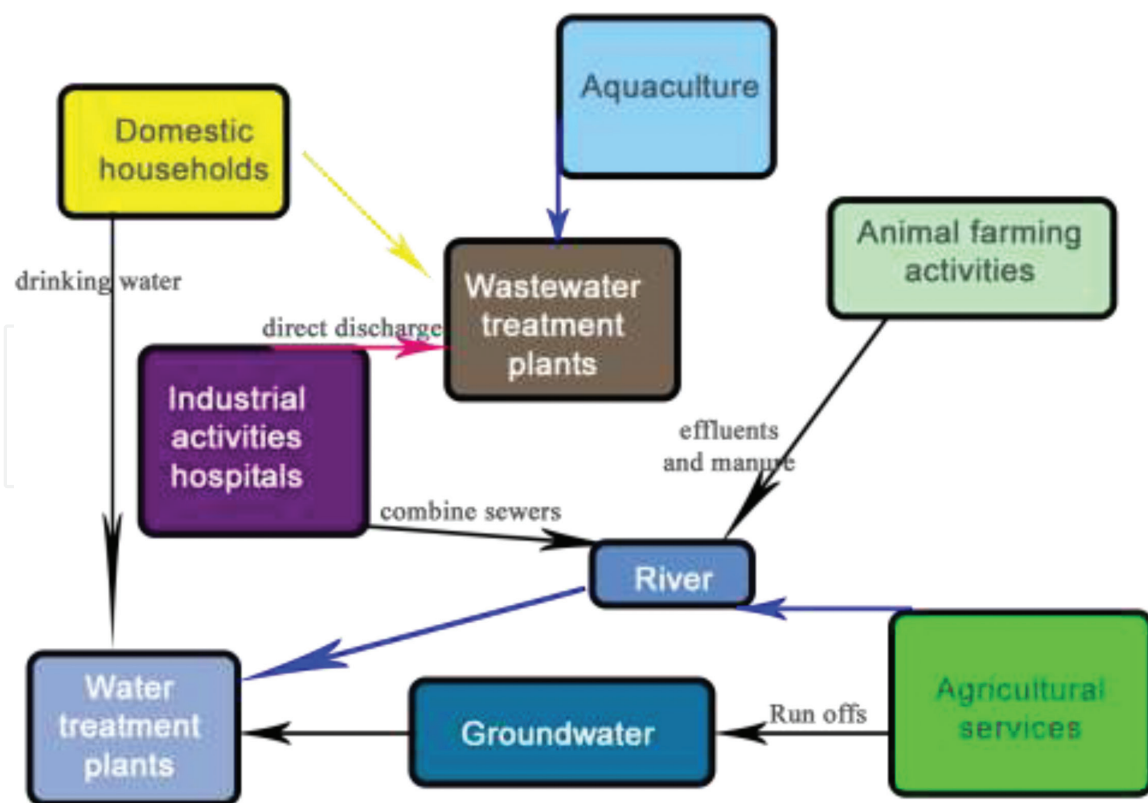 Aquaculture
Domestic
households
Animal farming
activities
drinking water
Wastewater
treatment
plants
direct discharge
Industrial
activities
hospitals
effluents
and manure
combine sewers
River
Water
treatment
plants
Groundwater
Run offs
Agricultural
services